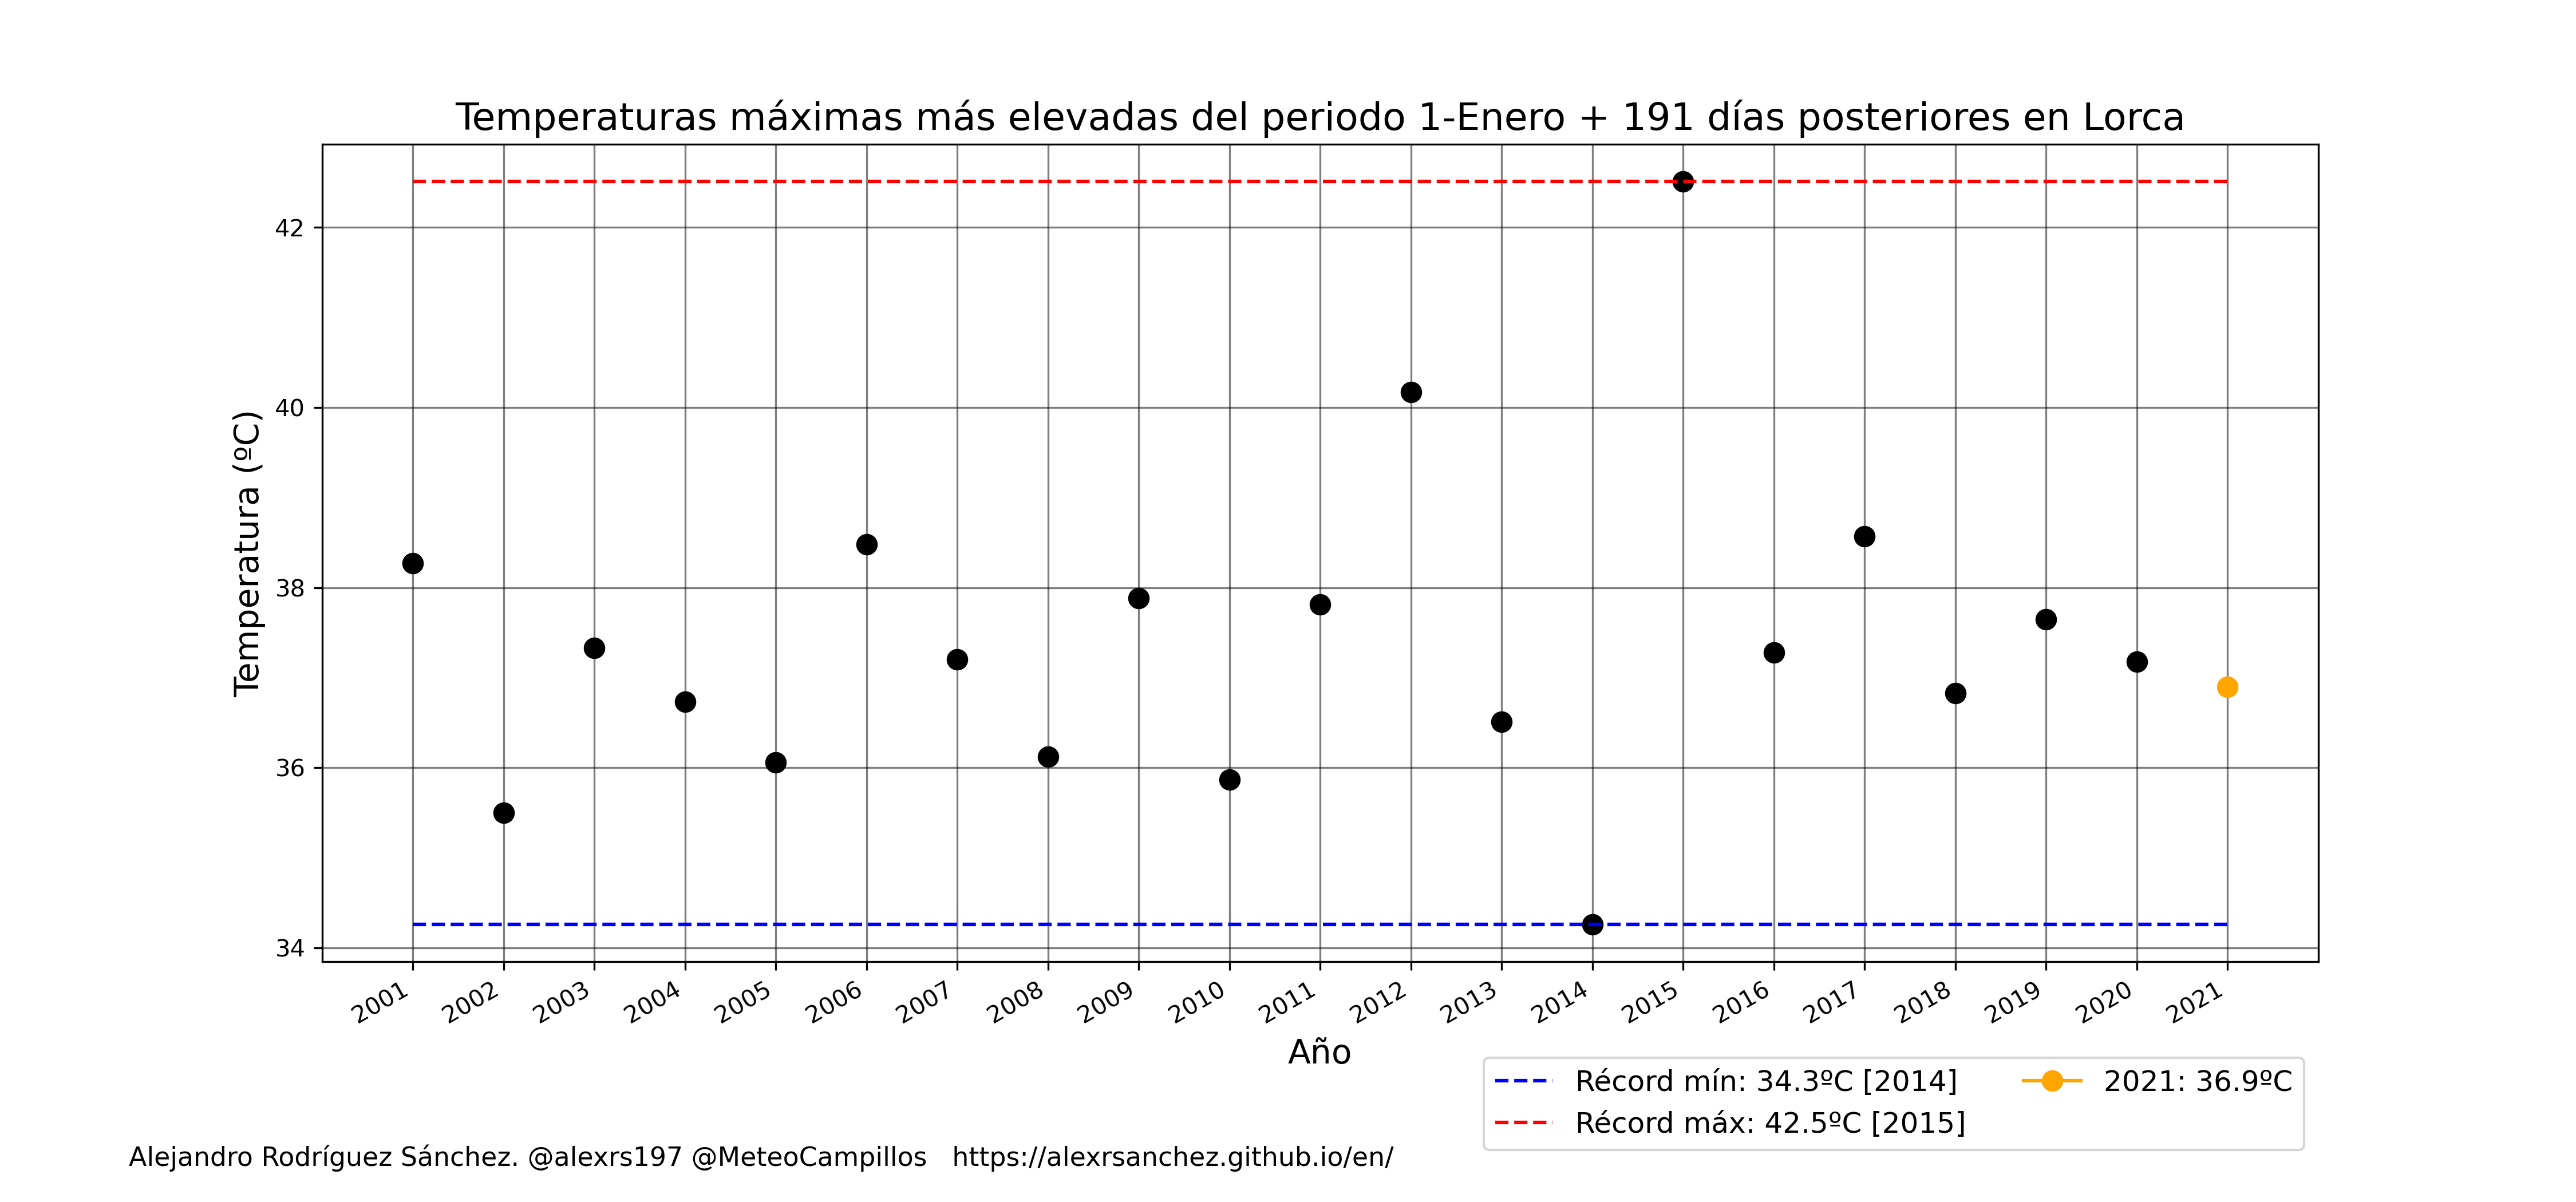 Temperaturas máximas más elevadas del periodo 1-Enero + 191 días posteriores en Lorca
Temperatura (ºC)
42
40
38
36
34
2001 2002 2003 2004 2005 2006 2007 2008 2009 2010 2011 2012 2013 2014 2015 2016 2017 2018 2019 2020 2021
Año
Récord mín: 34.3ºC [2014]
Récord máx: 42.5ºC [2015]
2021: 36.9ºC
Alejandro Rodríguez Sánchez. @alexrs197 @MeteoCampillos https://alexrsanchez.github.io/en/